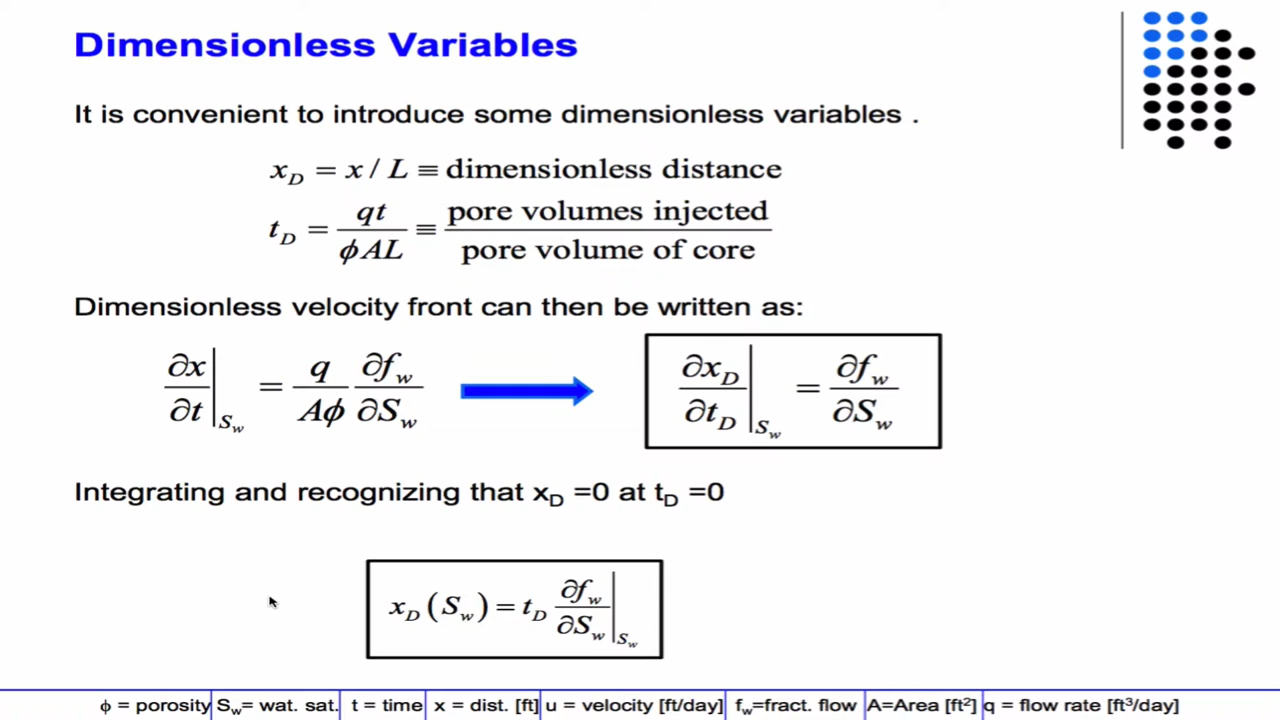 Dimensionless Variables
It is convenient to introduce some dimensionless variables .
x_D = x / L ≡ dimensionless distance
t_D = qt / ϕAL ≡ pore volumes injected / pore volume of core
Dimensionless velocity front can then be written as:
∂x/∂t |_{S_w} = q/Aϕ ∂f_w/∂S_w ∂x_D/∂t_D |_{S_w} = ∂f_w/∂S_w
Integrating and recognizing that x_D =0 at t_D =0
x_D (S_w) = t_D ∂f_w/∂S_w |_{S_w}
ϕ = porosity S_w= wat. sat. t = time x = dist. [ft] u = velocity [ft/day] f_w=fract. flow A=Area [ft²] q = flow rate [ft³/day]